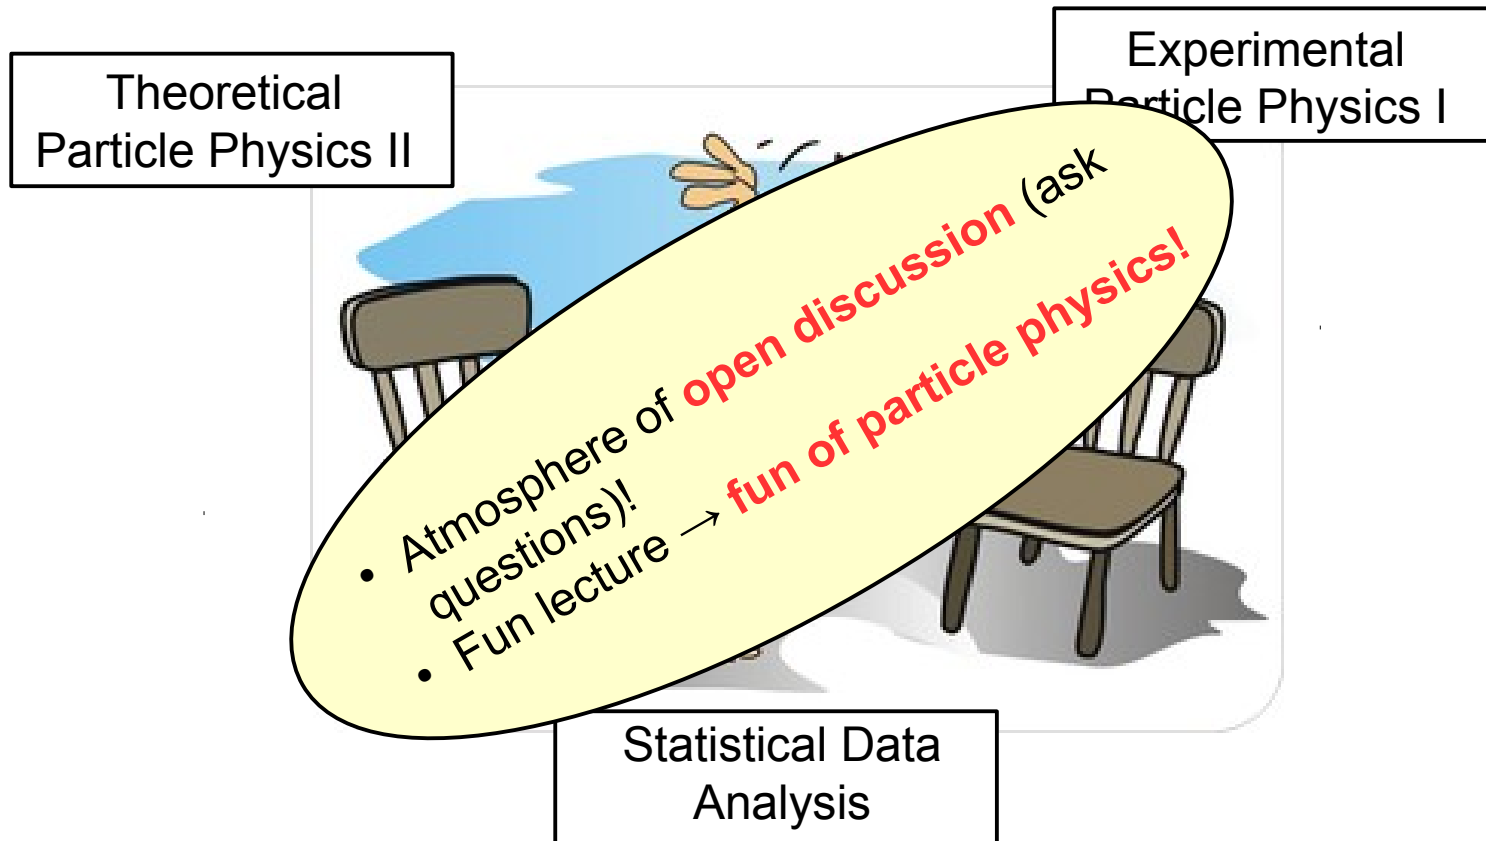 Theoretical
Particle Physics II
Experimental
Particle Physics I
• Atmosphere of open discussion (ask
questions)!
• Fun lecture → fun of particle physics!
Statistical Data
Analysis